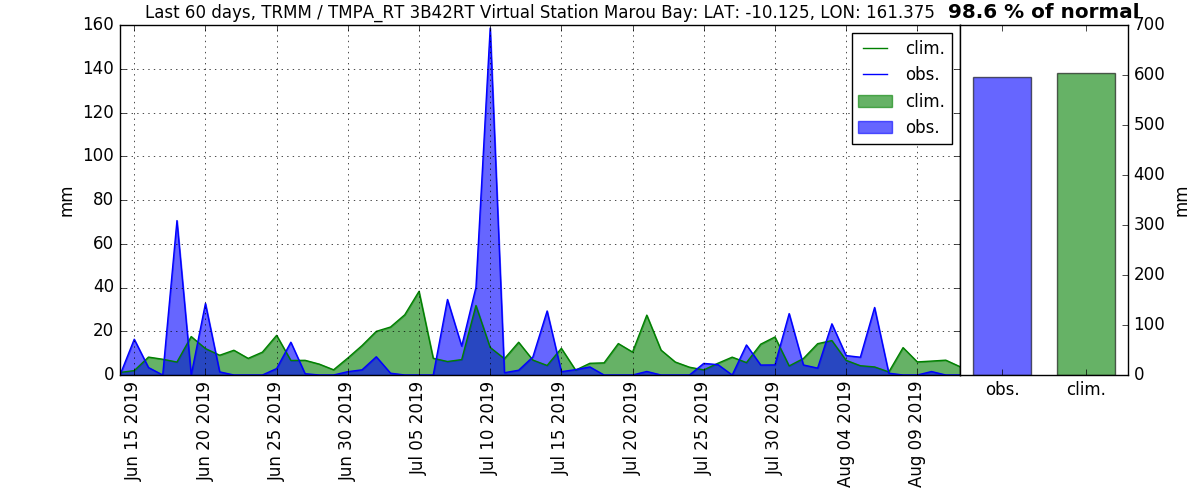 Last 60 days, TRMM / TMPA_RT 3B42RT Virtual Station Marou Bay: LAT: -10.125, LON: 161.375 98.6 % of normal
160
140
120
100
80
60
40
20
0
mm
clim.
obs.
clim.
obs.
700
600
500
400
300
200
100
0
mm
Jun 15 2019
Jun 20 2019
Jun 25 2019
Jun 30 2019
Jul 05 2019
Jul 10 2019
Jul 15 2019
Jul 20 2019
Jul 25 2019
Jul 30 2019
Aug 04 2019
Aug 09 2019
obs.
clim.